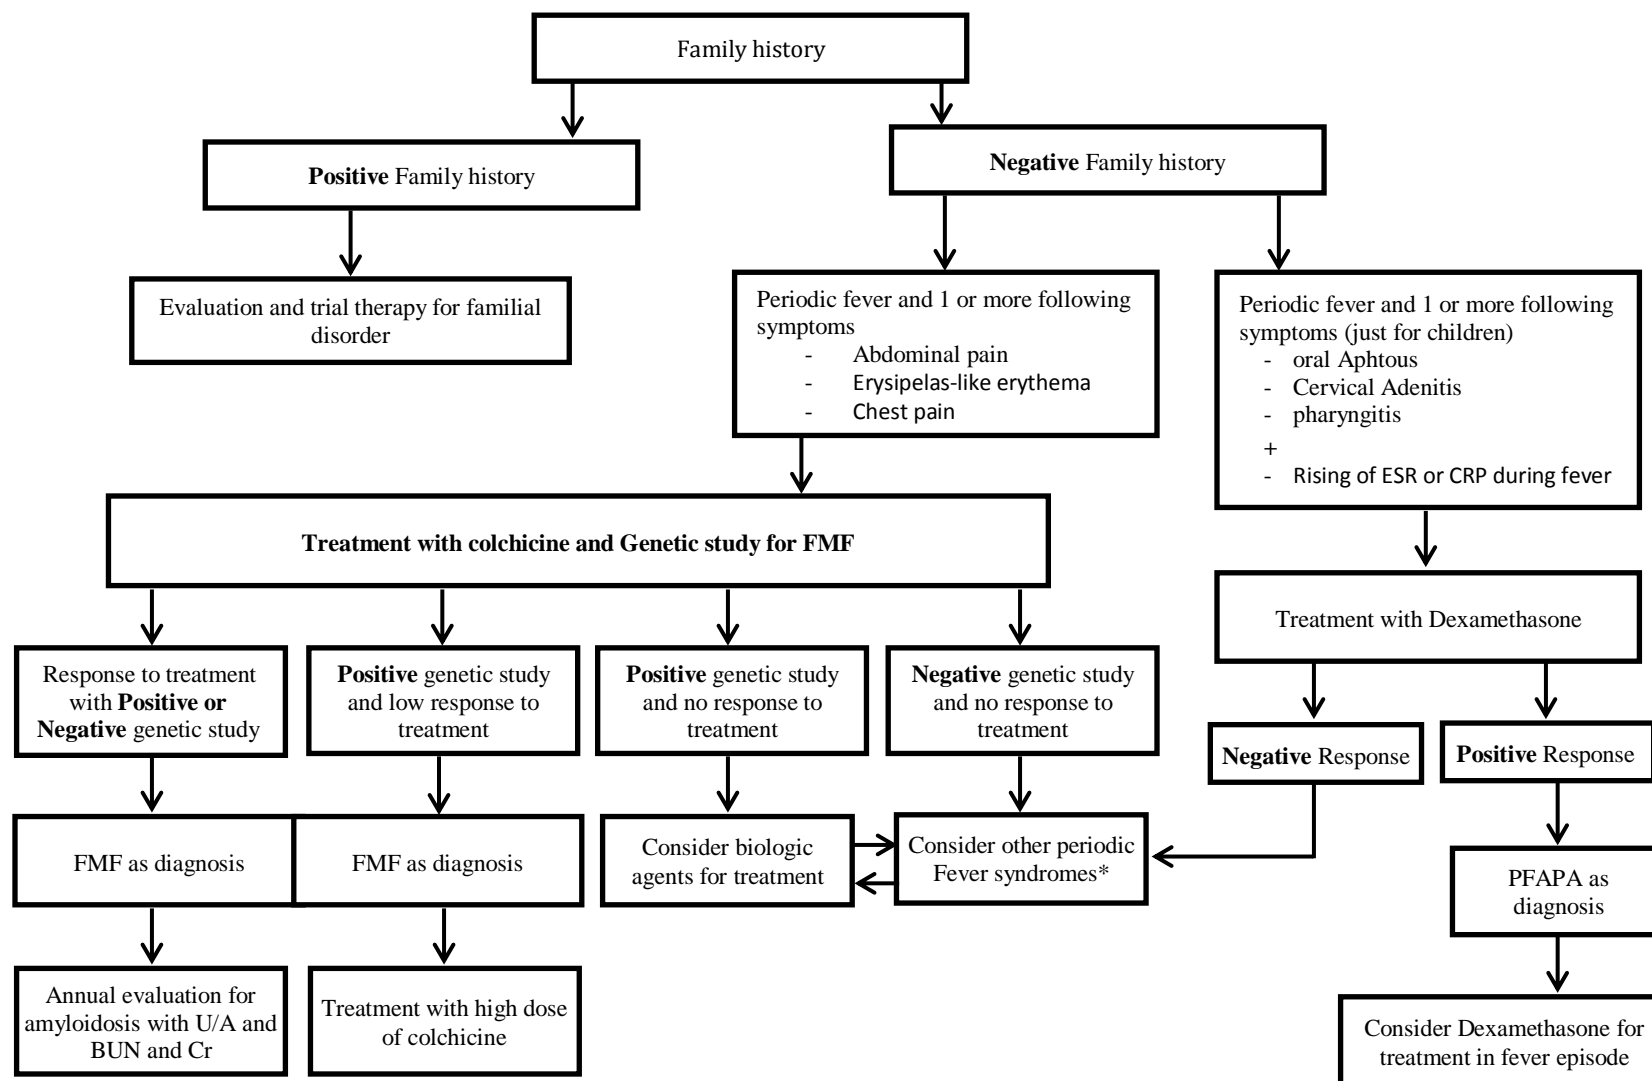 Family history
Positive Family history
Negative Family history
Evaluation and trial therapy for familial
disorder
Periodic fever and 1 or more following
symptoms
- Abdominal pain
- Erysipelas-like erythema
- Chest pain
Periodic fever and 1 or more following
symptoms (just for children)
- oral Aphtous
- Cervical Adenitis
- pharyngitis
+
- Rising of ESR or CRP during fever
Treatment with colchicine and Genetic study for FMF
Treatment with Dexamethasone
Response to treatment
with Positive or
Negative genetic study
Positive genetic study
and low response to
treatment
Positive genetic study
and no response to
treatment
Negative genetic study
and no response to
treatment
Negative Response
Positive Response
FMF as diagnosis
FMF as diagnosis
Consider biologic
agents for treatment
Consider other periodic
Fever syndromes*
PFAPA as
diagnosis
Annual evaluation for
amyloidosis with U/A and
BUN and Cr
Treatment with high dose
of colchicine
Consider Dexamethasone for
treatment in fever episode